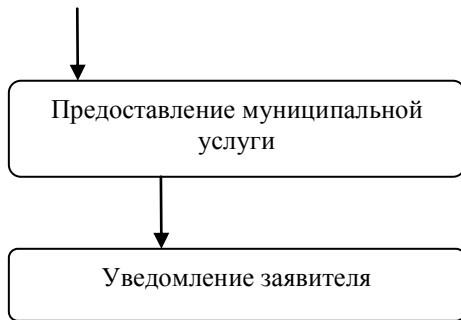 Предоставление муниципальной
услуги
Уведомление заявителя